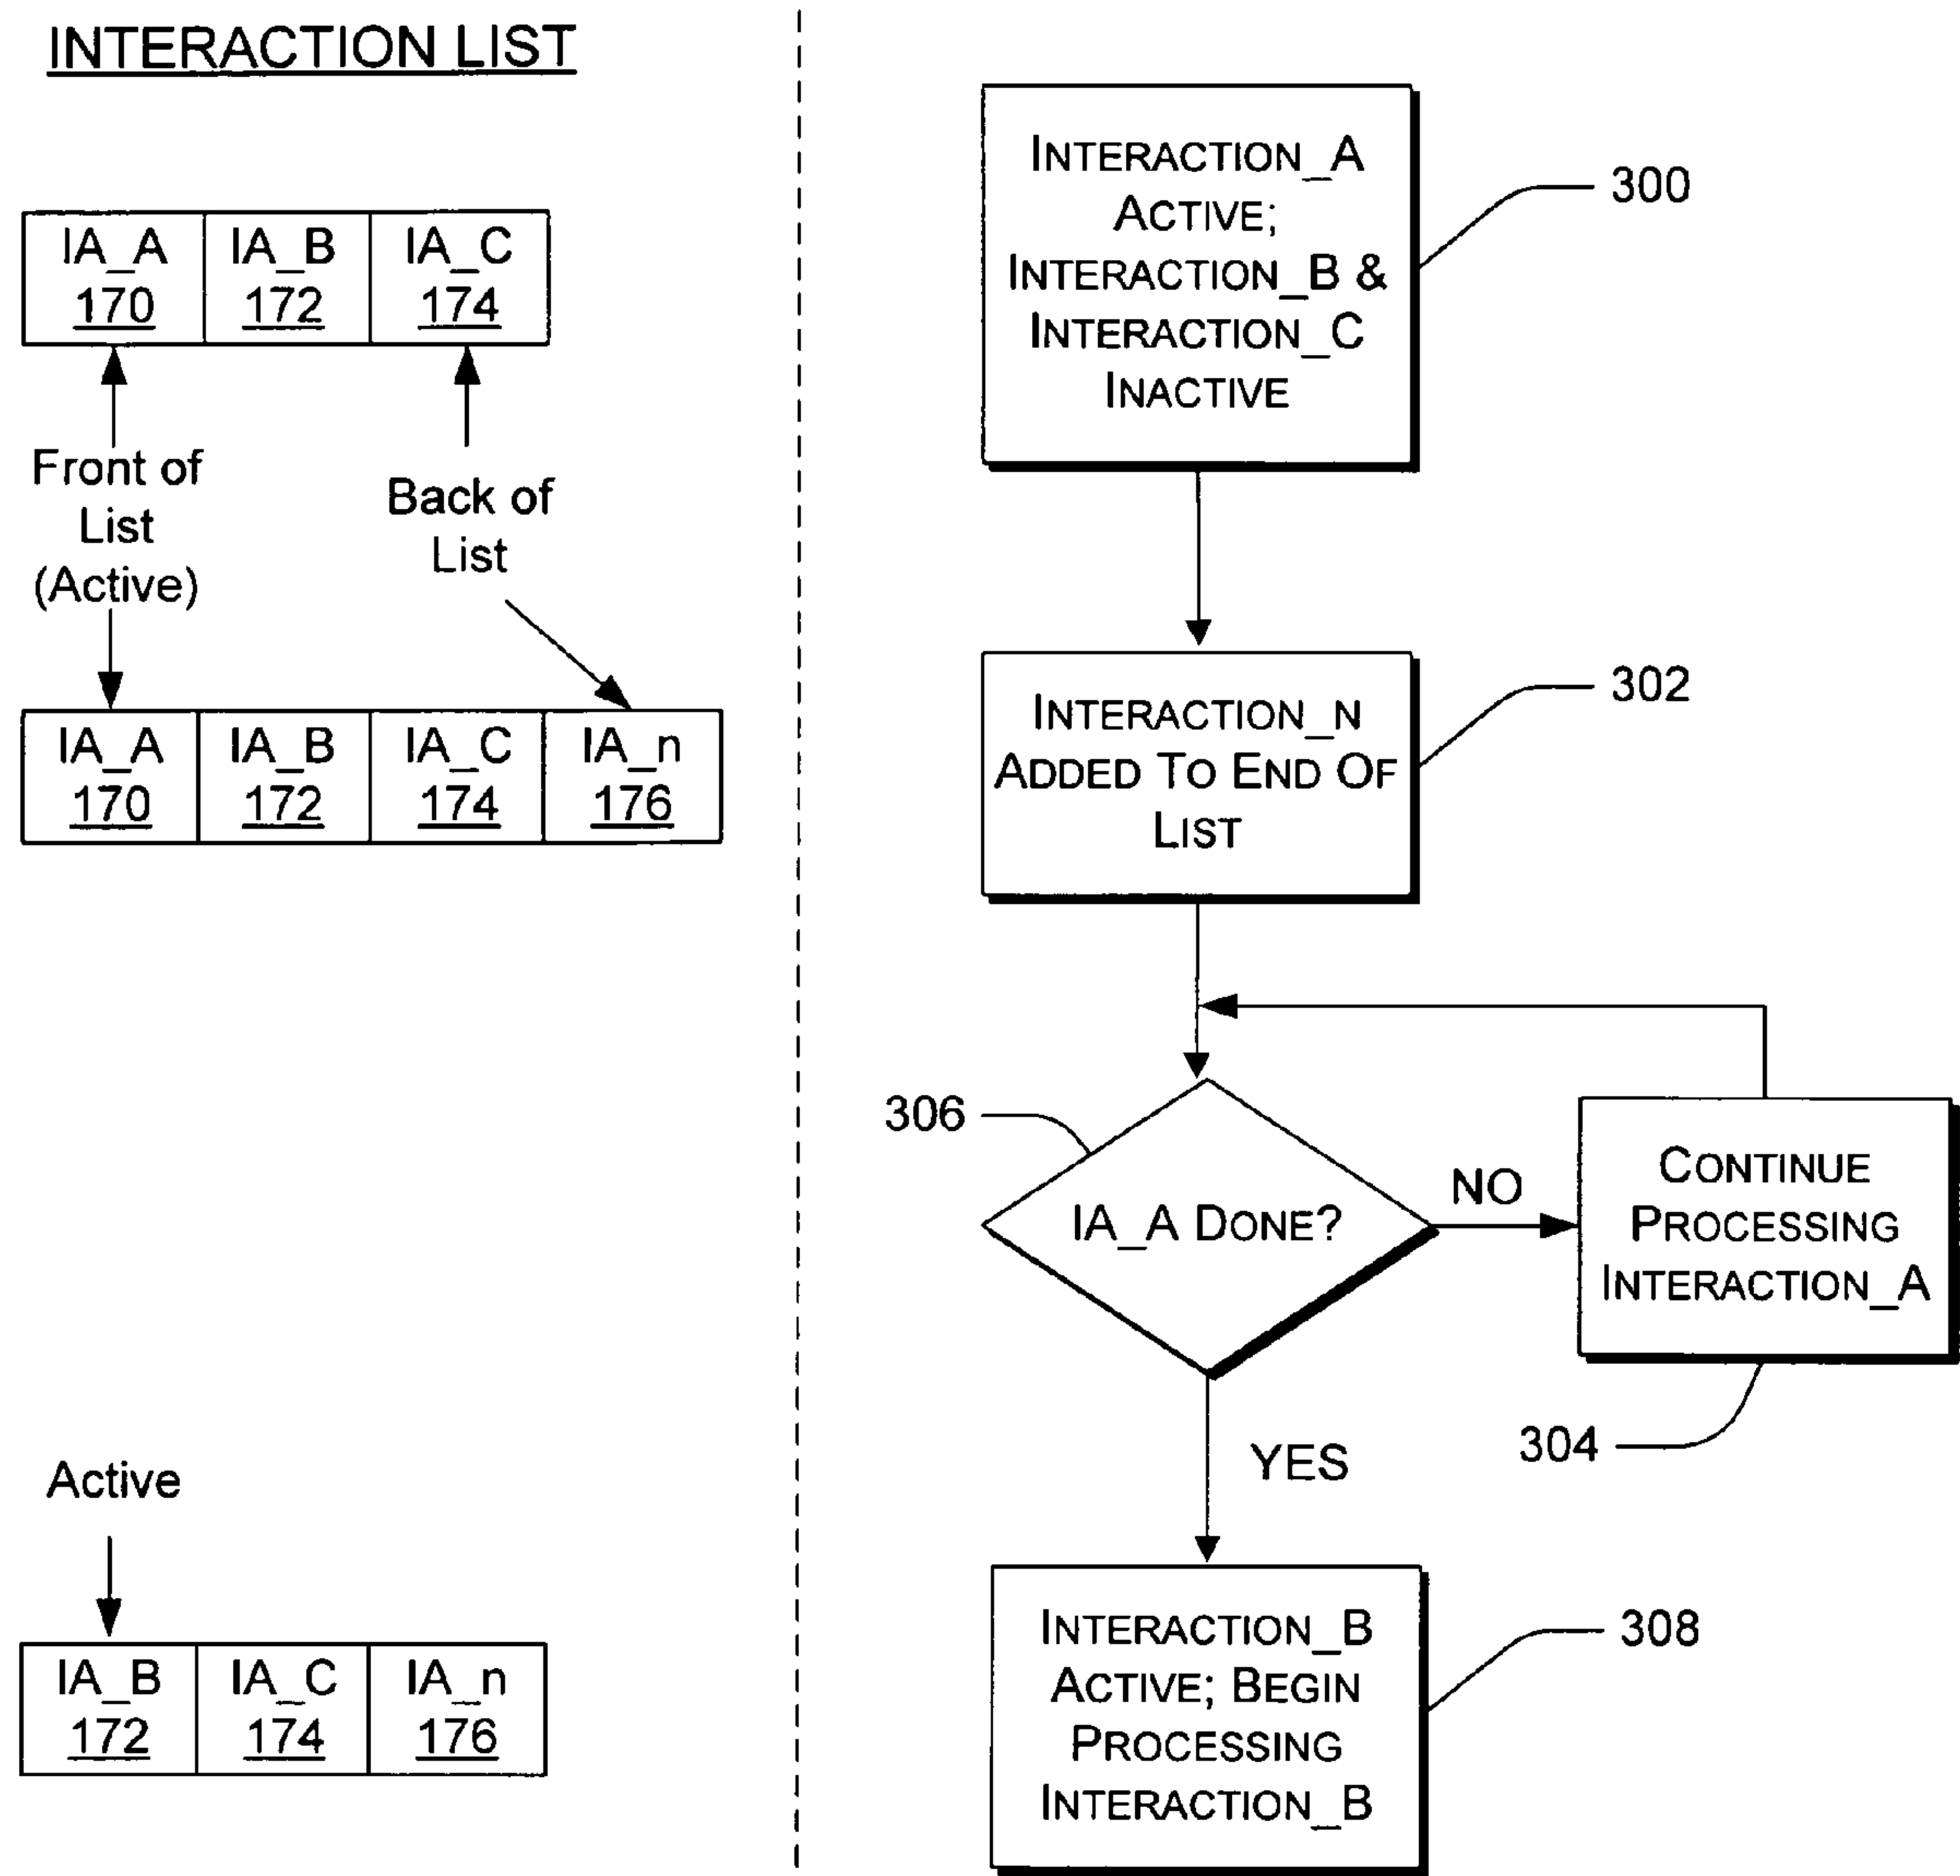 INTERACTION LIST
IA_A
170
IA_B
172
IA_C
174
Front of
List
(Active)
Back of
List
IA_A
170
IA_B
172
IA_C
174
IA_n
176
Active
IA_B
172
IA_C
174
IA_n
176
INTERACTION_A
ACTIVE;
INTERACTION_B &
INTERACTION_C
INACTIVE
300
INTERACTION_N
ADDED TO END OF
LIST
302
306
IA_A DONE?
NO
CONTINUE
PROCESSING
INTERACTION_A
304
YES
INTERACTION_B
ACTIVE; BEGIN
PROCESSING
INTERACTION_B
308